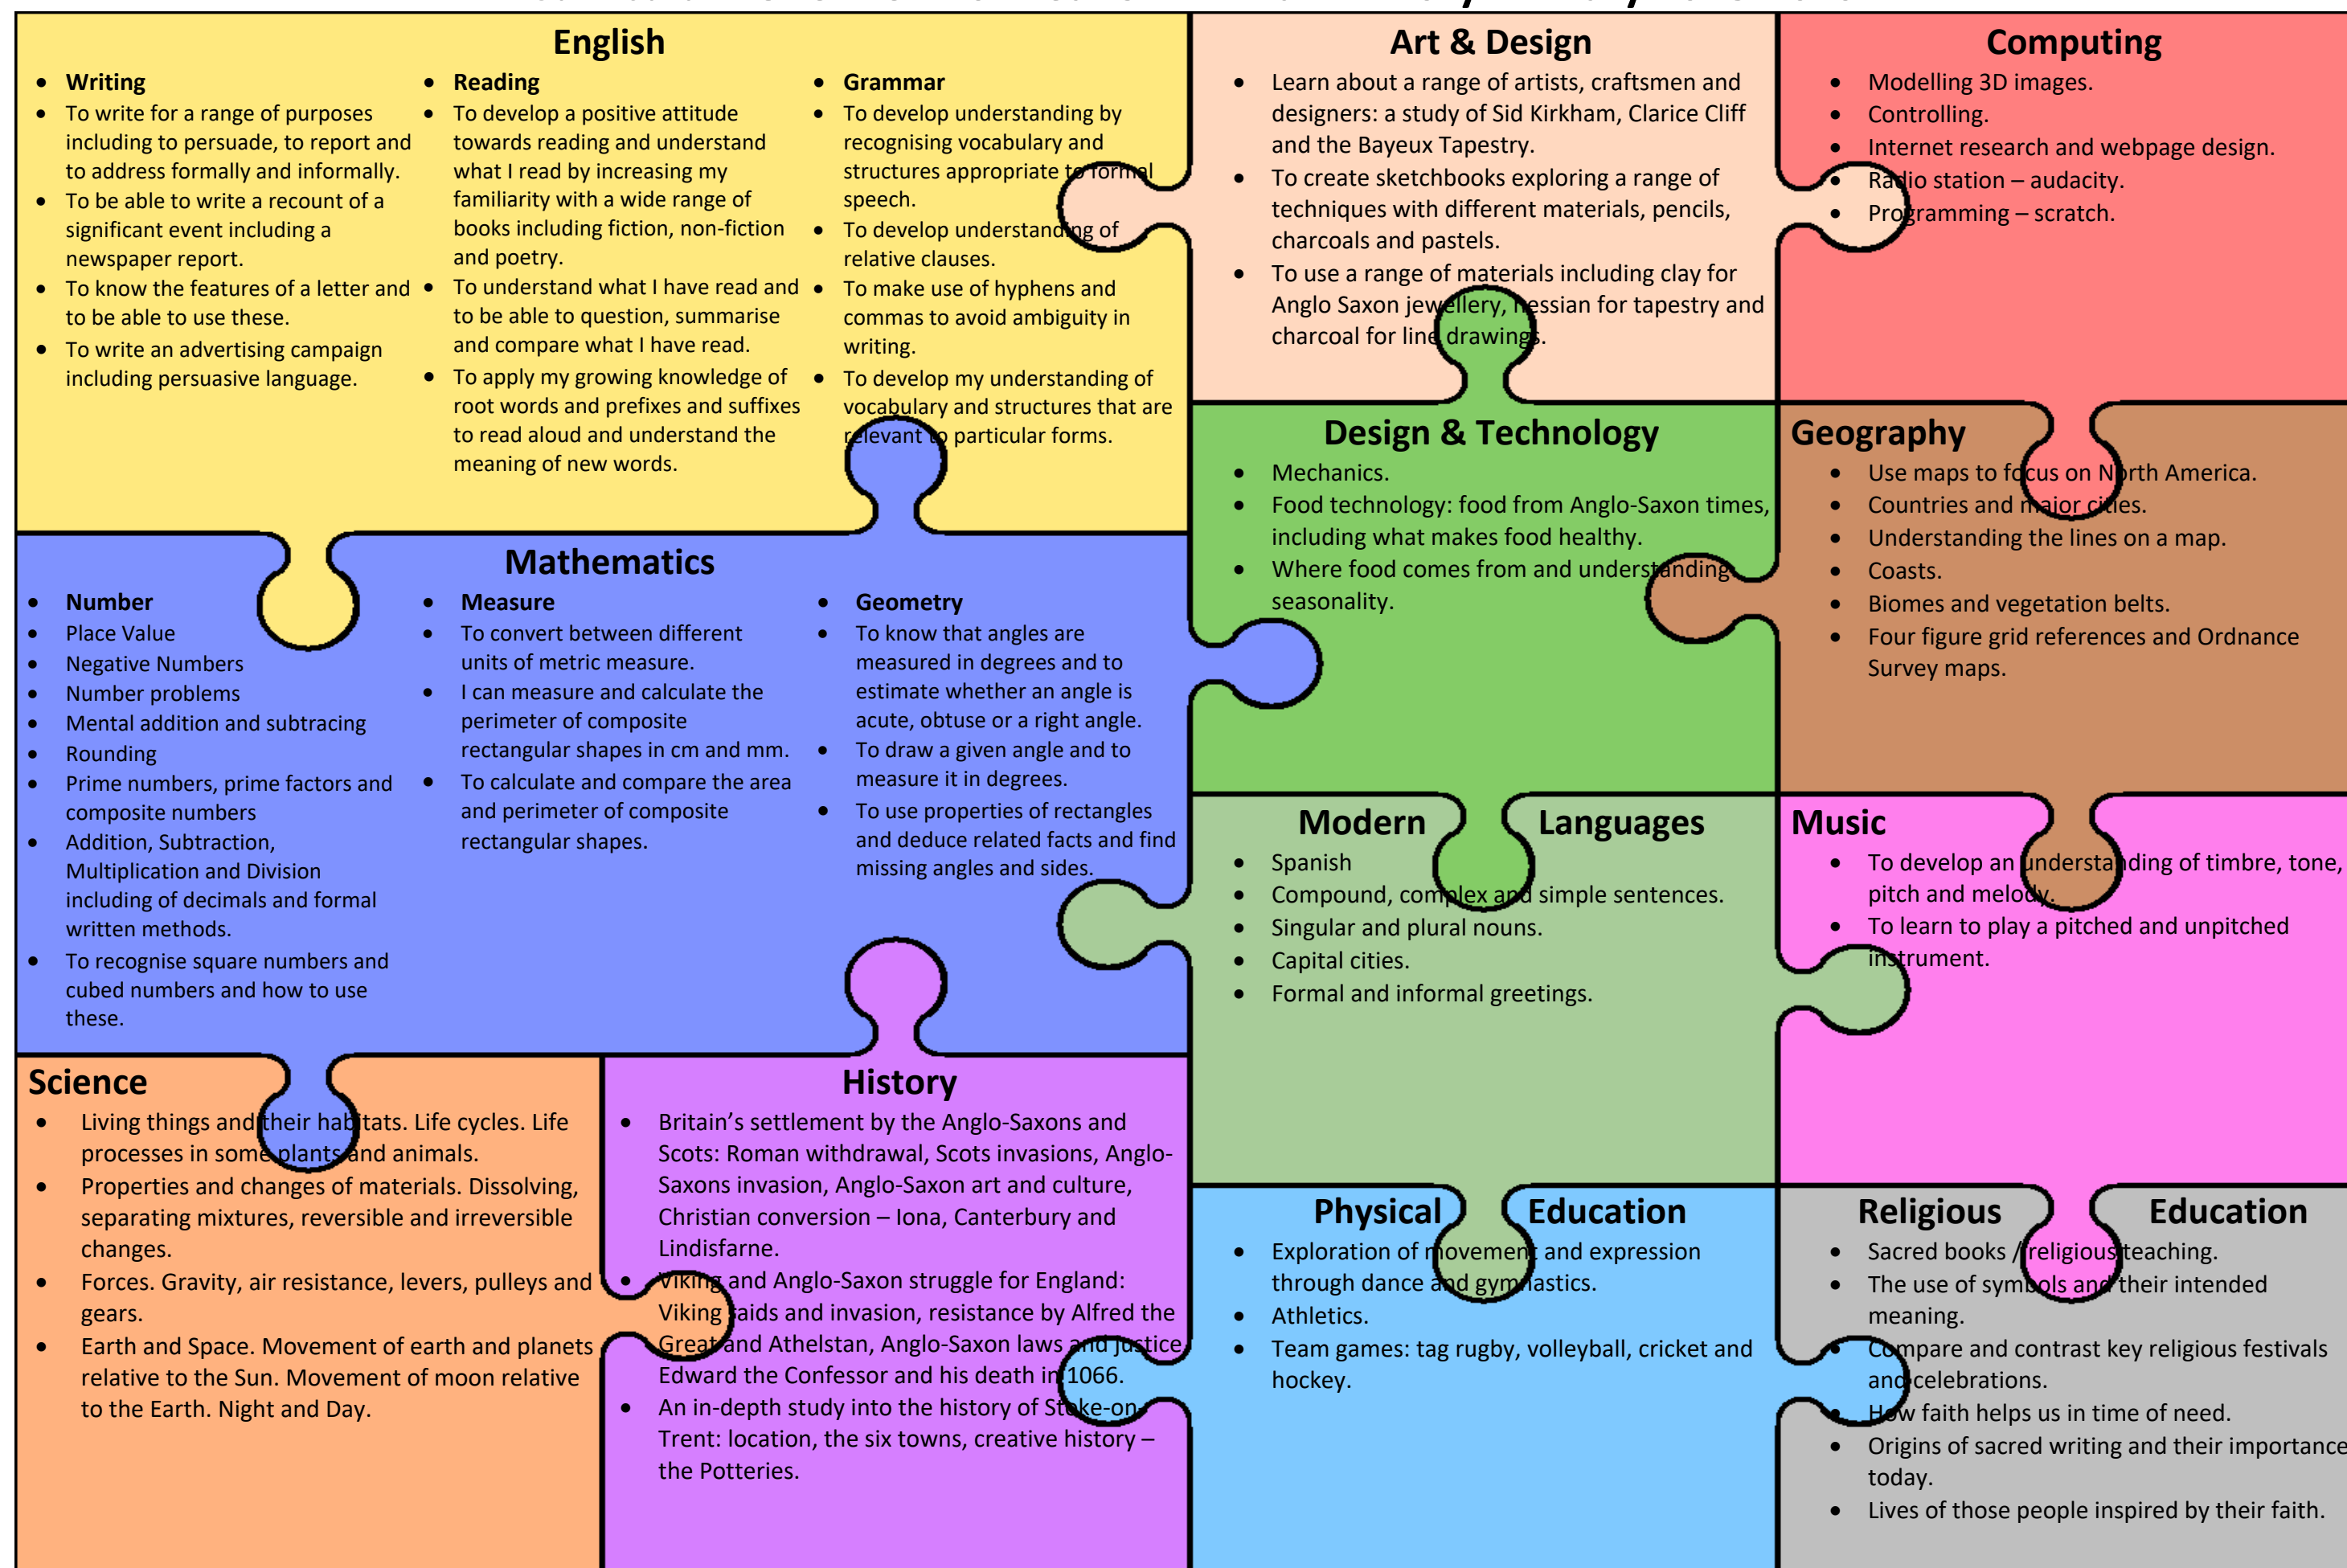 English
• Writing
• To write for a range of purposes
including to persuade, to report and
to address formally and informally.
• To be able to write a recount of a
significant event including a
newspaper report.
• To know the features of a letter and
to be able to use these.
• To write an advertising campaign
including persuasive language.
• Reading
• To develop a positive attitude
towards reading and understand
what I read by increasing my
familiarity with a wide range of
books including fiction, non-fiction
and poetry.
• To understand what I have read and
to be able to question, summarise
and compare what I have read.
• To apply my growing knowledge of
root words and prefixes and suffixes
to read aloud and understand the
meaning of new words.
• Grammar
• To develop understanding by
recognising vocabulary and
structures appropriate to formal
speech.
• To develop understanding of
relative clauses.
• To make use of hyphens and
commas to avoid ambiguity in
writing.
• To develop my understanding of
vocabulary and structures that are
relevant to particular forms.
Art & Design
• Learn about a range of artists, craftsmen and
designers: a study of Sid Kirkham, Clarice Cliff
and the Bayeux Tapestry.
• To create sketchbooks exploring a range of
techniques with different materials, pencils,
charcoals and pastels.
• To use a range of materials including clay for
Anglo Saxon jewellery, hessian for tapestry and
charcoal for line drawings.
Computing
• Modelling 3D images.
• Controlling.
• Internet research and webpage design.
• Radio station – audacity.
• Programming – scratch.
Mathematics
• Number
• Place Value
• Negative Numbers
• Number problems
• Mental addition and subtracing
• Rounding
• Prime numbers, prime factors and
composite numbers
• Addition, Subtraction,
Multiplication and Division
including of decimals and formal
written methods.
• To recognise square numbers and
cubed numbers and how to use
these.
• Measure
• To convert between different
units of metric measure.
• I can measure and calculate the
perimeter of composite
rectangular shapes in cm and mm.
• To calculate and compare the area
and perimeter of composite
rectangular shapes.
• Geometry
• To know that angles are
measured in degrees and to
estimate whether an angle is
acute, obtuse or a right angle.
• To draw a given angle and to
measure it in degrees.
• To use properties of rectangles
and deduce related facts and find
missing angles and sides.
Design & Technology
• Mechanics.
• Food technology: food from Anglo-Saxon times,
including what makes food healthy.
• Where food comes from and understanding
seasonality.
Geography
• Use maps to focus on North America.
• Countries and major cities.
• Understanding the lines on a map.
• Coasts.
• Biomes and vegetation belts.
• Four figure grid references and Ordnance
Survey maps.
Modern Languages
• Spanish
• Compound, complex and simple sentences.
• Singular and plural nouns.
• Capital cities.
• Formal and informal greetings.
Music
• To develop an understanding of timbre, tone,
pitch and melody.
• To learn to play a pitched and unpitched
instrument.
Science
• Living things and their habitats. Life cycles. Life
processes in some plants and animals.
• Properties and changes of materials. Dissolving,
separating mixtures, reversible and irreversible
changes.
• Forces. Gravity, air resistance, levers, pulleys and
gears.
• Earth and Space. Movement of earth and planets
relative to the Sun. Movement of moon relative
to the Earth. Night and Day.
History
• Britain’s settlement by the Anglo-Saxons and
Scots: Roman withdrawal, Scots invasions, Anglo-
Saxons invasion, Anglo-Saxon art and culture,
Christian conversion – Iona, Canterbury and
Lindisfarne.
• Viking and Anglo-Saxon struggle for England:
Viking raids and invasion, resistance by Alfred the
Great and Athelstan, Anglo-Saxon laws and justice
Edward the Confessor and his death in 1066.
• An in-depth study into the history of Stoke-on-
Trent: location, the six towns, creative history –
the Potteries.
Physical Education
• Exploration of movement and expression
through dance and gymnastics.
• Athletics.
• Team games: tag rugby, volleyball, cricket and
hockey.
Religious Education
• Sacred books / religious teaching.
• The use of symbols and their intended
meaning.
• Compare and contrast key religious festivals
and celebrations.
• How faith helps us in time of need.
• Origins of sacred writing and their importance
today.
• Lives of those people inspired by their faith.